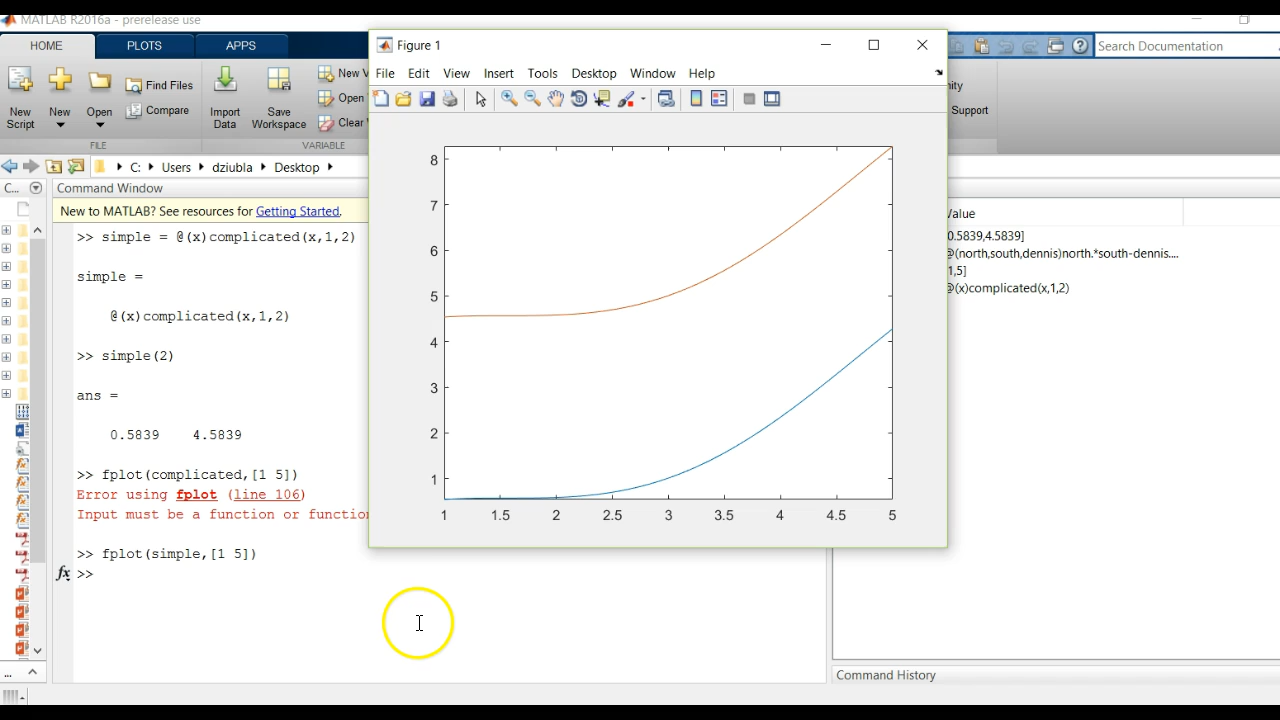 MATLAB R2016a - prerelease use
HOME PLOTS APPS
Search Documentation
Figure 1
File Edit View Insert Tools Desktop Window Help
New Script
New
Open
Find Files
Compare
Import Data
Save Workspace
New V
Open
Clear
FILE
VARIABLE
ity
Support
C: Users dziubla Desktop
C...
Command Window
New to MATLAB? See resources for Getting Started.
>> simple = @(x)complicated(x,1,2)
simple =
@(x)complicated(x,1,2)
>> simple(2)
ans =
0.5839 4.5839
>> fplot(complicated,[1 5])
Error using fplot (line 106)
Input must be a function or function
>> fplot(simple,[1 5])
fx >>
8
7
6
5
4
3
2
1
1 1.5 2 2.5 3 3.5 4 4.5 5
Value
0.5839,4.5839]
@(north,south,dennis)north.*south-dennis....
1,5]
@(x)complicated(x,1,2)
Command History
...